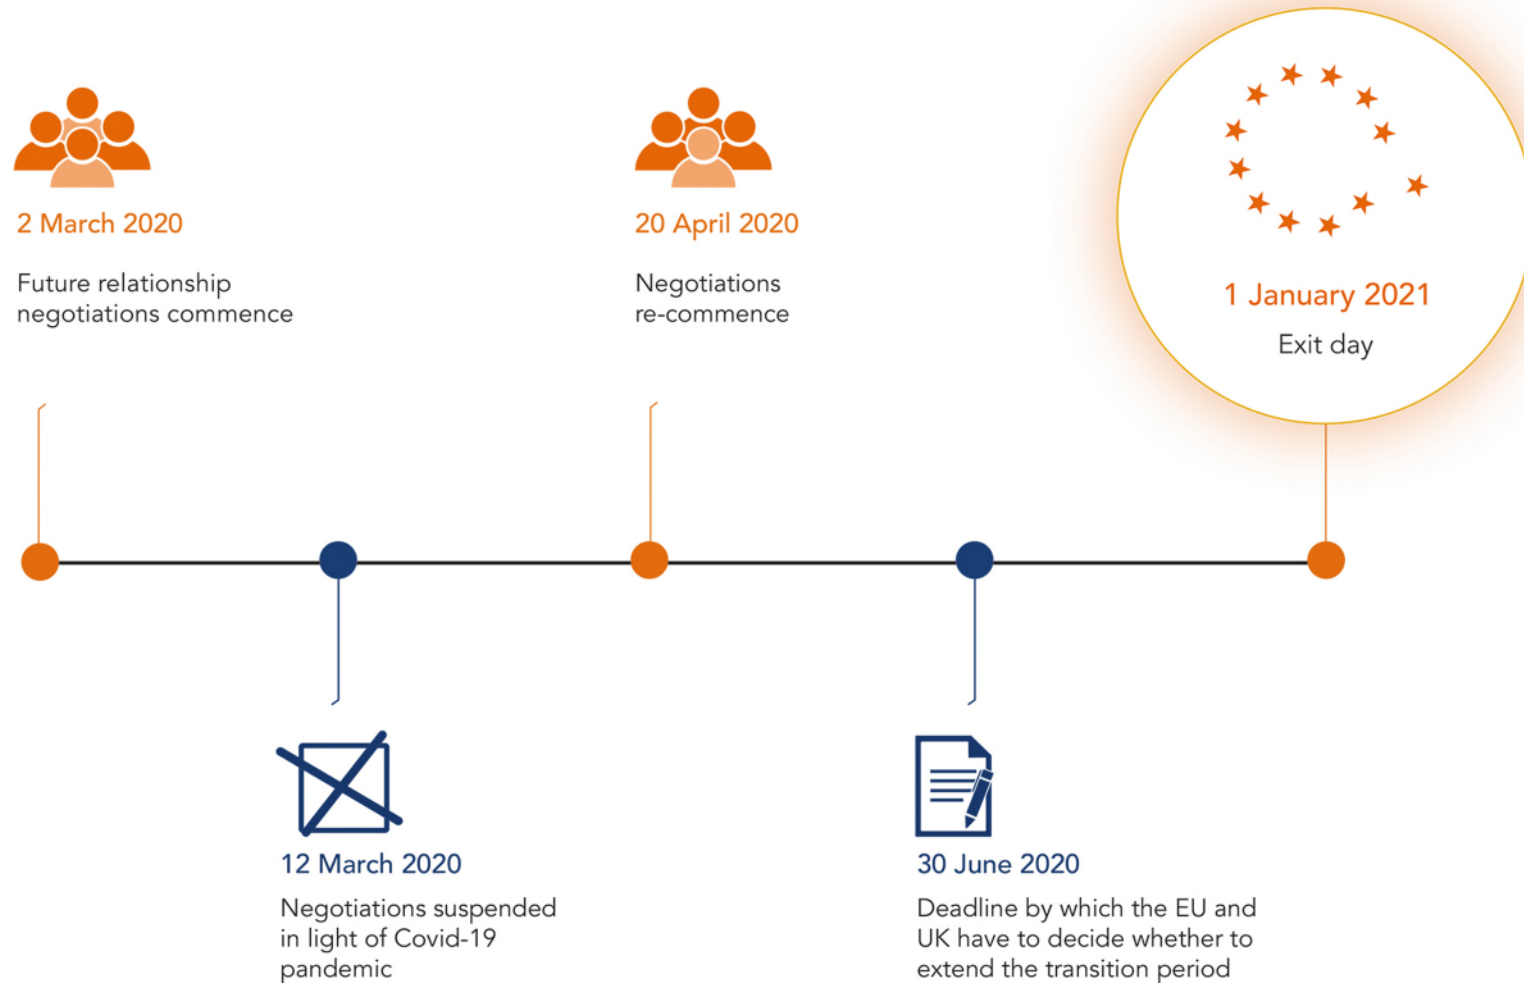 2 March 2020
Future relationship
negotiations commence
20 April 2020
Negotiations
re-commence
1 January 2021
Exit day
12 March 2020
Negotiations suspended
in light of Covid-19
pandemic
30 June 2020
Deadline by which the EU and
UK have to decide whether to
extend the transition period